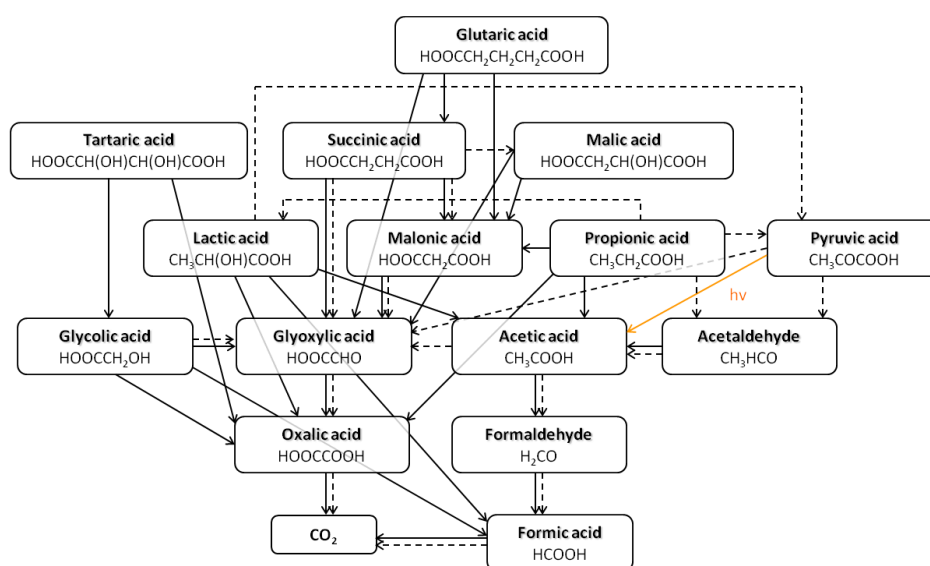 Glutaric acid
HOOCCH₂CH₂CH₂COOH
Tartaric acid
HOOCCH(OH)CH(OH)COOH
Succinic acid
HOOCCH₂CH₂COOH
Malic acid
HOOCCH₂CH(OH)COOH
Lactic acid
CH₃CH(OH)COOH
Malonic acid
HOOCCH₂COOH
Propionic acid
CH₃CH₂COOH
Pyruvic acid
CH₃COCOOH
hv
Glycolic acid
HOOCCH₂OH
Glyoxylic acid
HOOCCHO
Acetic acid
CH₃COOH
Acetaldehyde
CH₃HCO
Oxalic acid
HOOCCOOH
Formaldehyde
H₂CO
CO₂
Formic acid
HCOOH